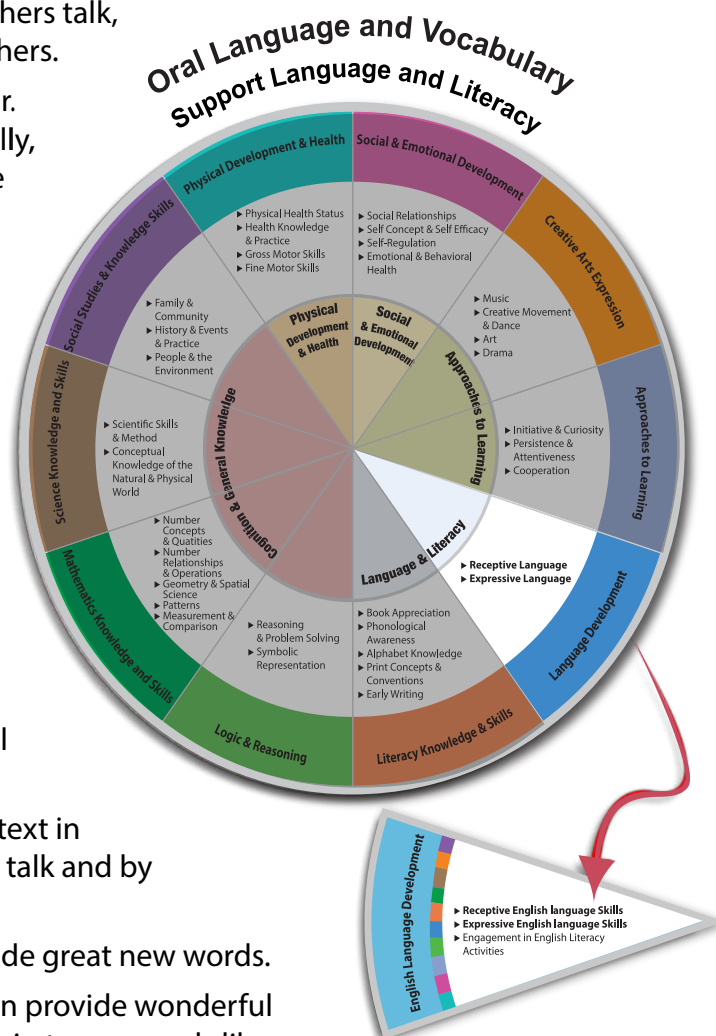 hers talk,
hers.
r.
lly,
e
Oral Language and Vocabulary
Support Language and Literacy
Physical Development & Health
▶ Physical Health Status
▶ Health Knowledge
& Practice
▶ Gross Motor Skills
▶ Fine Motor Skills
Social & Emotional Development
▶ Social Relationships
▶ Self Concept & Self Efficacy
▶ Self-Regulation
▶ Emotional & Behavioral
Health
Creative Arts Expression
▶ Music
▶ Creative Movement
& Dance
▶ Art
▶ Drama
Approaches to Learning
▶ Initiative & Curiosity
▶ Persistence &
Attentiveness
▶ Cooperation
Language Development
▶ Receptive Language
▶ Expressive Language
Literacy Knowledge & Skills
▶ Book Appreciation
▶ Phonological
Awareness
▶ Alphabet Knowledge
▶ Print Concepts &
Conventions
▶ Early Writing
Logic & Reasoning
▶ Reasoning
& Problem Solving
▶ Symbolic
Representation
Mathematics Knowledge and Skills
▶ Number
Concepts
& Qutities
▶ Number
Relationships
& Operations
▶ Geometry & Spatial
Science
▶ Patterns
▶ Measurement &
Comparison
Science Knowledge and Skills
▶ Scientific Skills
& Method
▶ Conceptual
Knowledge of the
Natural & Physical
World
Social Studies & Knowledge Skills
▶ Family &
Community
▶ History & Events
& Practice
▶ People & the
Environment
Physical
Development
& Health
Social
& Emotional
Development
Approaches to Learning
Language & Literacy
Cognition & General Knowledge
l
text in
talk and by
de great new words.
n provide wonderful
English Language Development
▶ Receptive English language Skills
▶ Expressive English language Skills
▶ Engagement in English Literacy
Activities